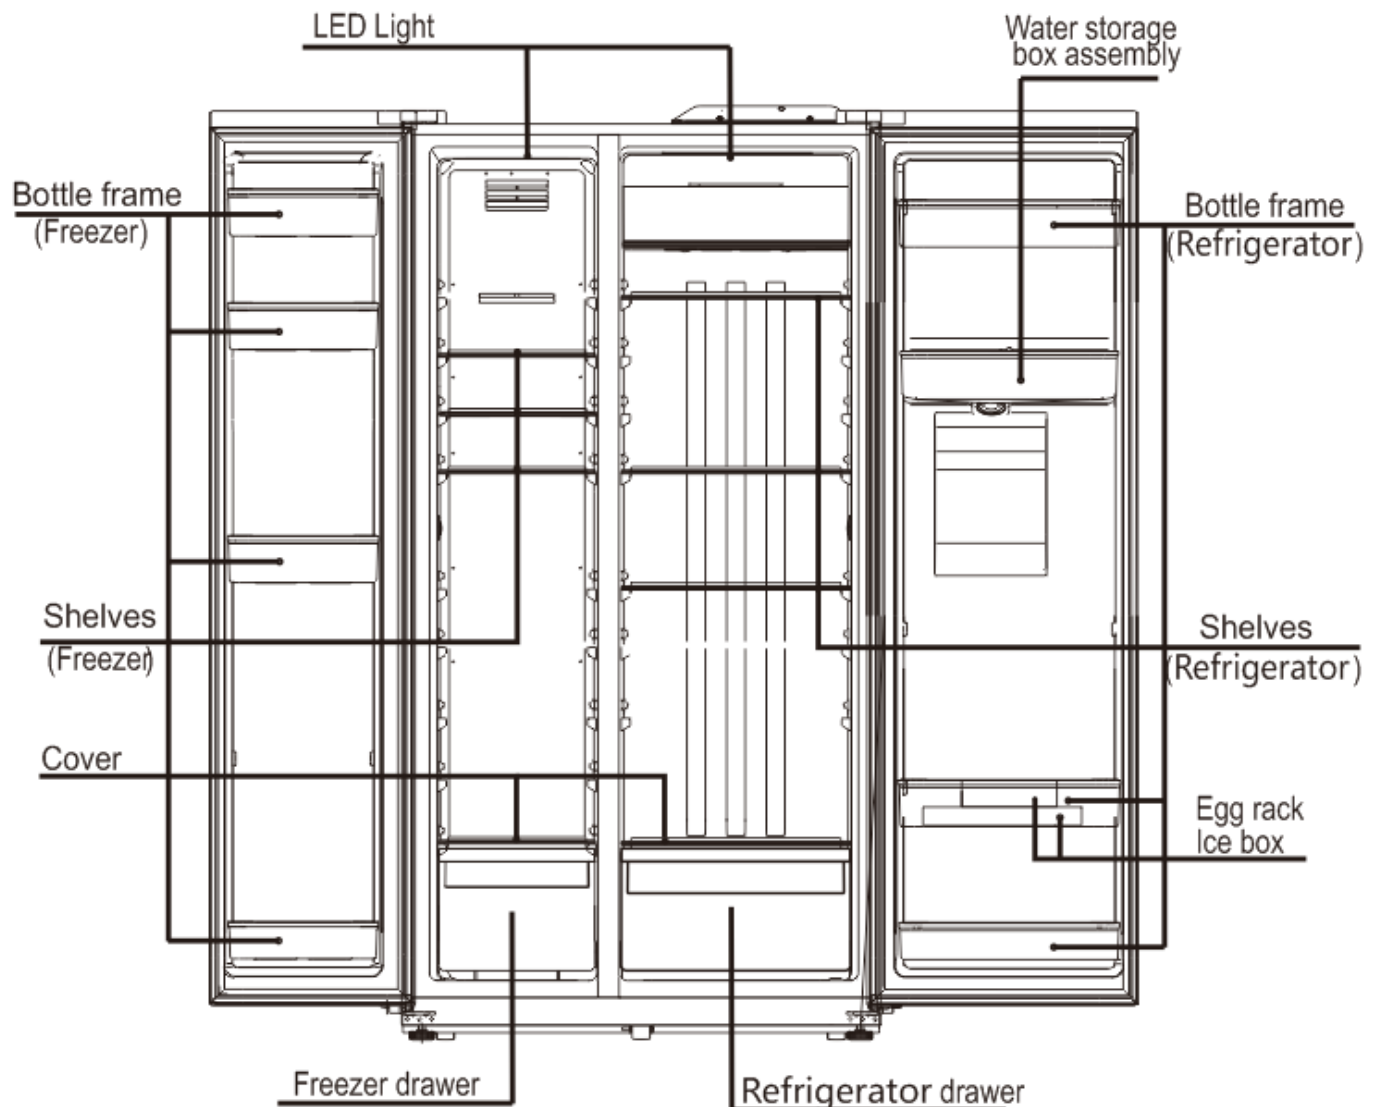 LED Light
Water storage
box assembly
Bottle frame
(Freezer)
Bottle frame
(Refrigerator)
Shelves
(Freezer)
Shelves
(Refrigerator)
Cover
Egg rack
Ice box
Freezer drawer
Refrigerator drawer